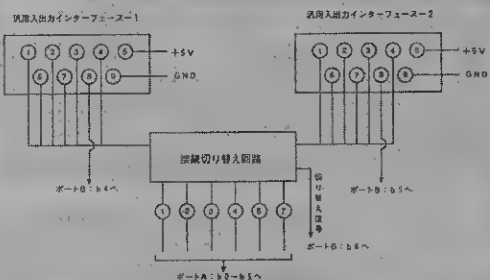 汎用入出力インターフェース-1
汎用入出力インターフェース-2
1 2 3 4 5
+5V
6 7 8 9
GND
1 2 3 4 5
+5V
6 7 8 9
GND
接続切り替え回路
ポートB:b4へ
ポートB:b5へ
切り替え信号
1 2 3 4 6 7
ポートB:b6へ
ポートA:b0~b5へ